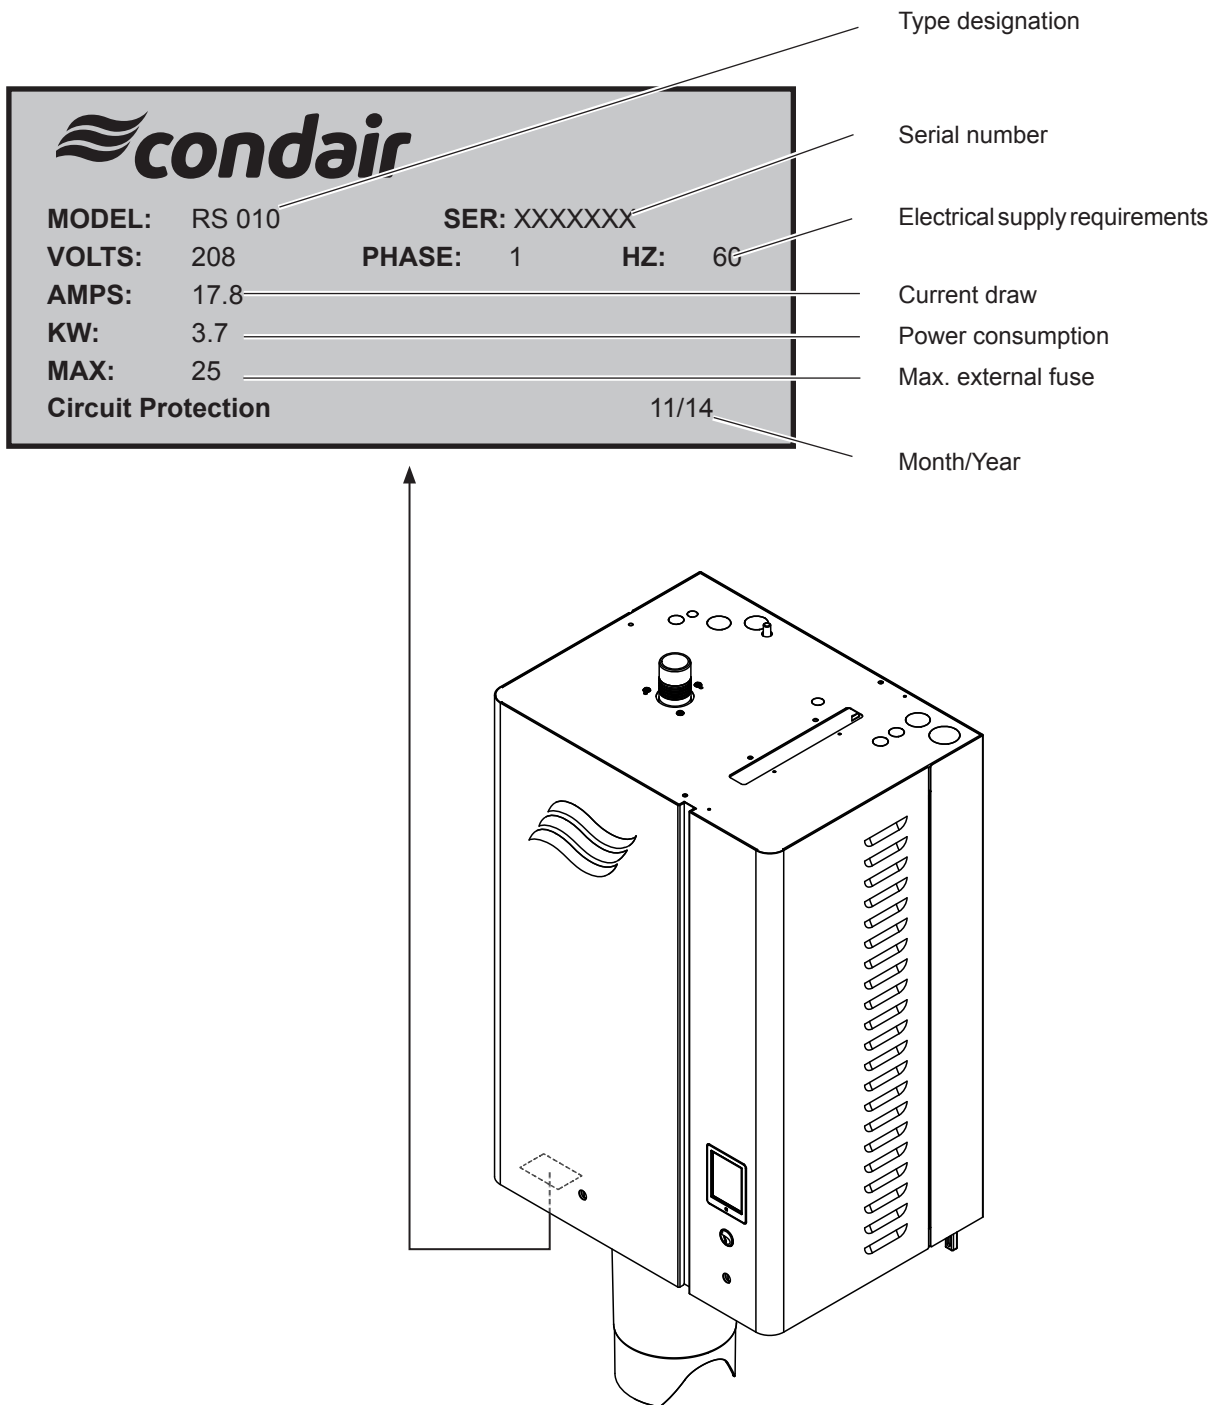 Type designation
condair
Serial number
MODEL: RS 010 SER: XXXXXXX
Electrical supply requirements
VOLTS: 208 PHASE: 1 HZ: 60
AMPS: 17.8
Current draw
KW: 3.7
Power consumption
MAX: 25
Max. external fuse
Circuit Protection 11/14
Month/Year